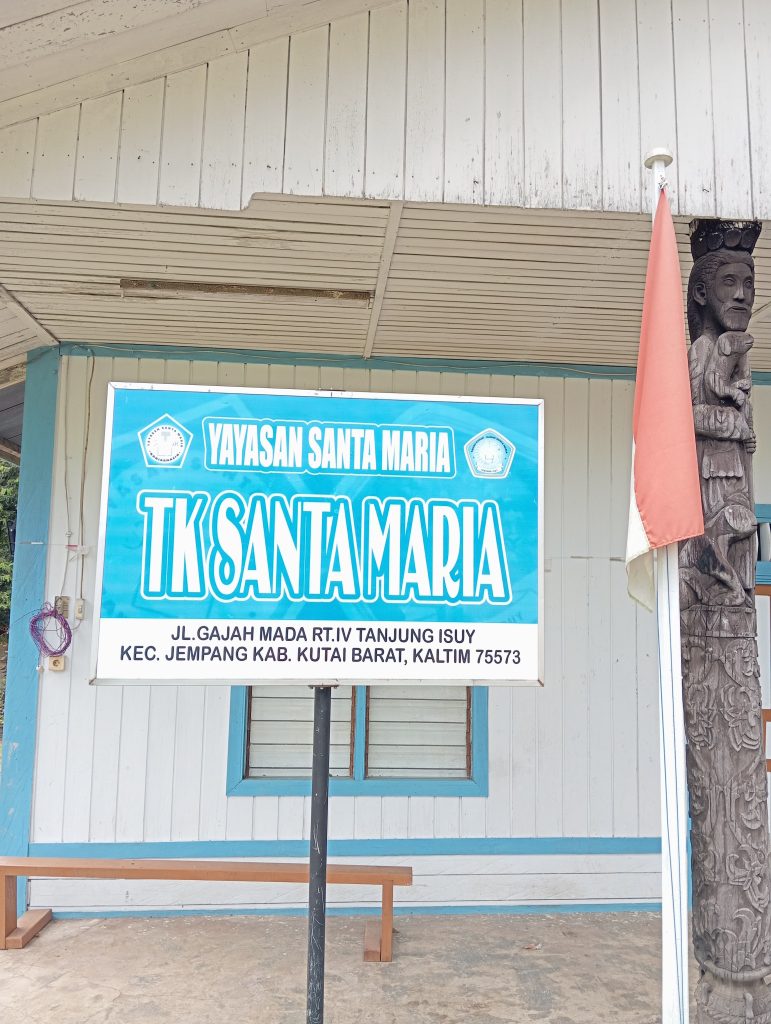 YAYASAN SANTA MARIA
TK SANTA MARIA
JL.GAJAH MADA RT.IV TANJUNG ISUY
KEC. JEMPANG KAB. KUTAI BARAT, KALTIM 75573